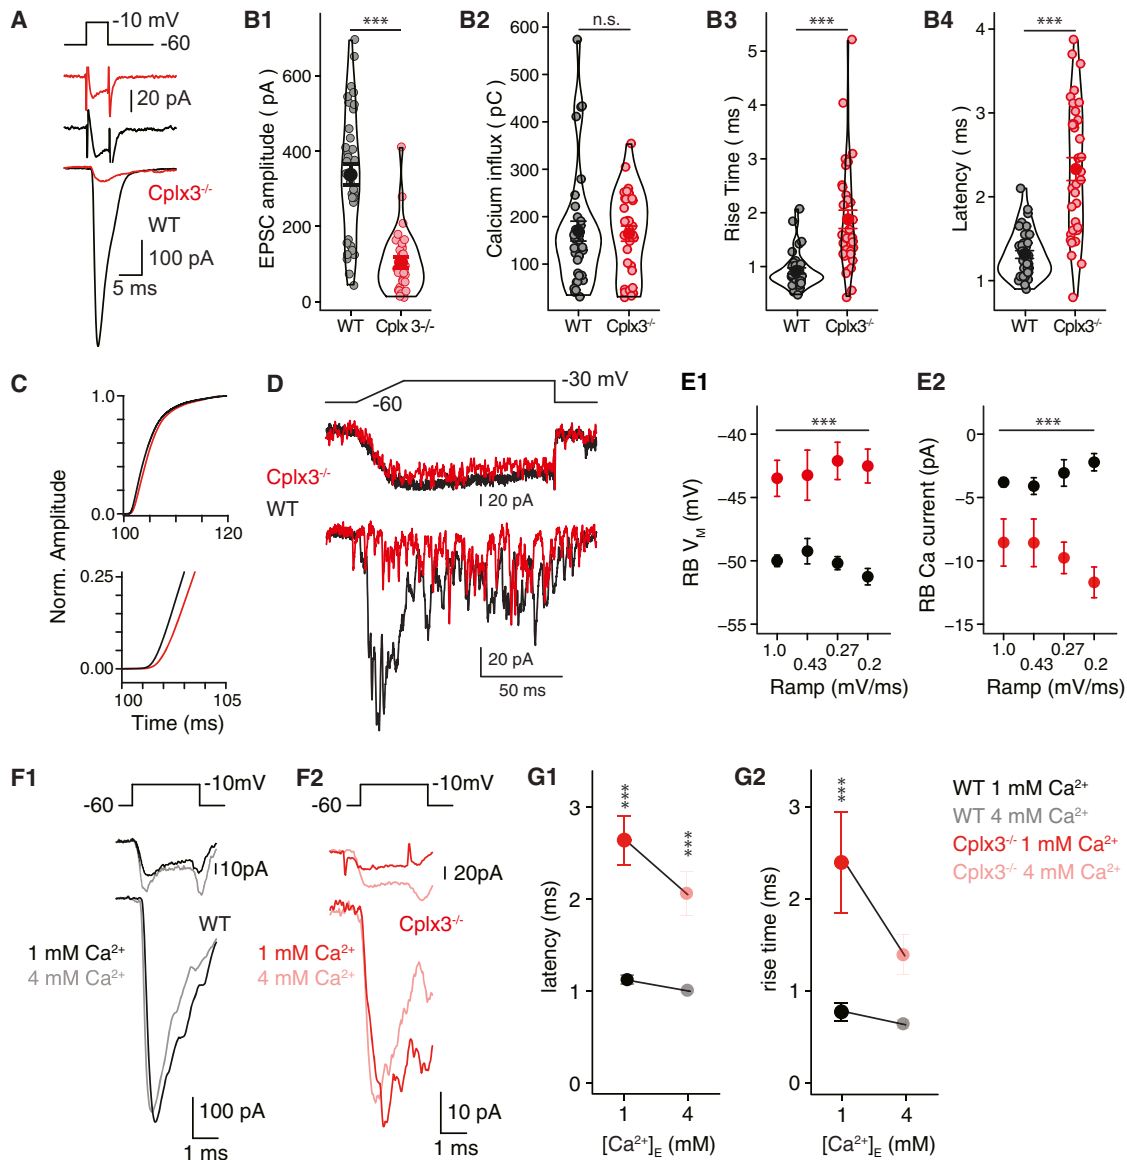 A
-10 mV
-60
20 pA
Cplx3-/-
WT
100 pA
5 ms
B1
***
EPSC amplitude ( pA)
600
400
200
0
WT
Cplx 3-/-
B2
n.s.
Calcium influx ( pC )
600
500
400
300
200
100
WT
Cplx3-/-
B3
***
Rise Time ( ms )
5
4
3
2
1
WT
Cplx3-/-
B4
***
Latency ( ms )
4
3
2
1
WT
Cplx3-/-
C
Norm. Amplitude
1.0
0.0
100
120
0.25
0.00
100
105
Time (ms)
D
-60
-30 mV
Cplx3-/-
WT
20 pA
20 pA
50 ms
E1
***
RB VM (mV)
−40
−45
−50
−55
1.0
0.43
0.27
0.2
Ramp (mV/ms)
E2
***
RB Ca current (pA)
0
−5
−10
−15
1.0
0.43
0.27
0.2
Ramp (mV/ms)
F1
-10mV
-60
10pA
WT
1 mM Ca2+
4 mM Ca2+
100 pA
1 ms
F2
-10mV
-60
20pA
Cplx3-/-
1 mM Ca2+
4 mM Ca2+
10 pA
1 ms
G1
***
***
latency (ms)
3
2
1
0
1
4
[Ca2+]E (mM)
G2
***
rise time (ms)
3
2
1
0
1
4
[Ca2+]E (mM)
WT 1 mM Ca2+
WT 4 mM Ca2+
Cplx3-/- 1 mM Ca2+
Cplx3-/- 4 mM Ca2+